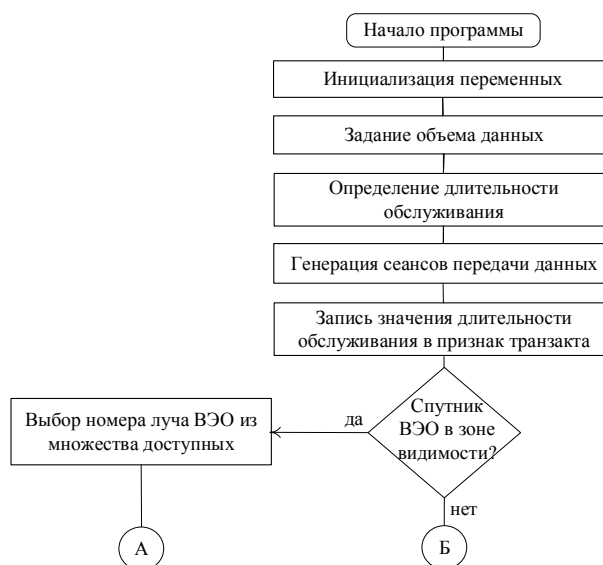 Начало программы
Инициализация переменных
Задание объема данных
Определение длительности
обслуживания
Генерация сеансов передачи данных
Запись значения длительности
обслуживания в признак транзакта
Спутник
ВЭО в зоне
видимости?
да
Выбор номера луча ВЭО из
множества доступных
нет
А
Б